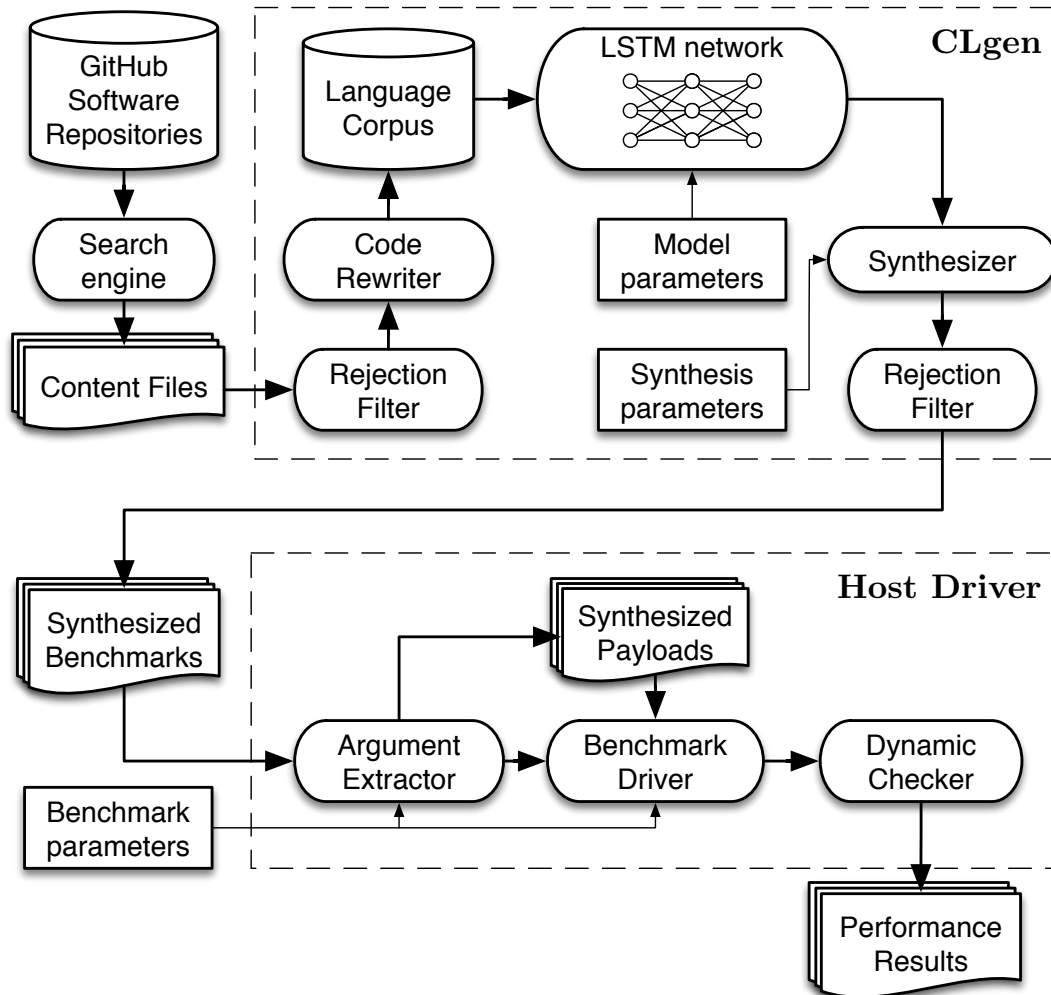 GitHub
Software
Repositories
Language
Corpus
LSTM network
CLgen
Search
engine
Code
Rewriter
Model
parameters
Synthesizer
Content Files
Rejection
Filter
Synthesis
parameters
Rejection
Filter
Host Driver
Synthesized
Benchmarks
Synthesized
Payloads
Argument
Extractor
Benchmark
Driver
Dynamic
Checker
Benchmark
parameters
Performance
Results